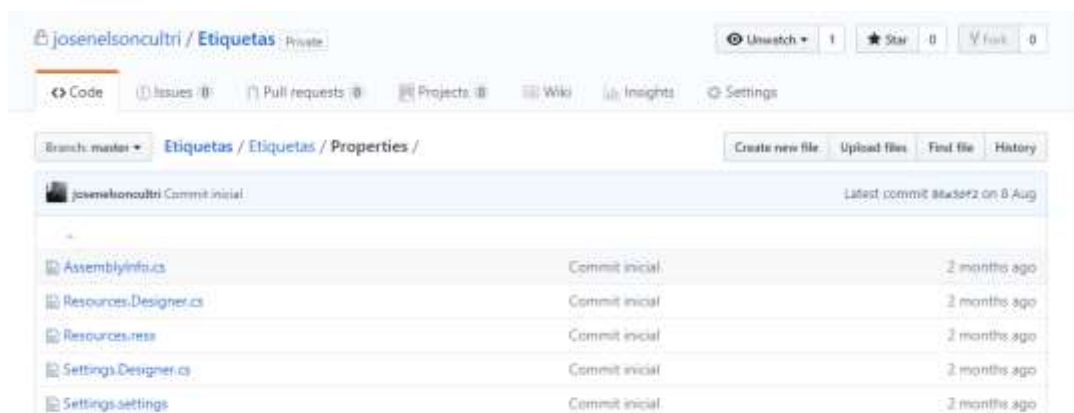 josenelsoncultri / Etiquetas Private
Unwatch 1 Star 0 Fork 0
Code Issues 0 Pull requests 0 Projects 0 Wiki Insights Settings
Branch: master Etiquetas / Etiquetas / Properties /
Create new file Upload files Find file History
josenelsoncultri Commit inicial
Latest commit on 8 Aug
..
AssemblyInfo.cs Commit inicial 2 months ago
Resources.Designer.cs Commit inicial 2 months ago
Resources.resx Commit inicial 2 months ago
Settings.Designer.cs Commit inicial 2 months ago
Settings.settings Commit inicial 2 months ago